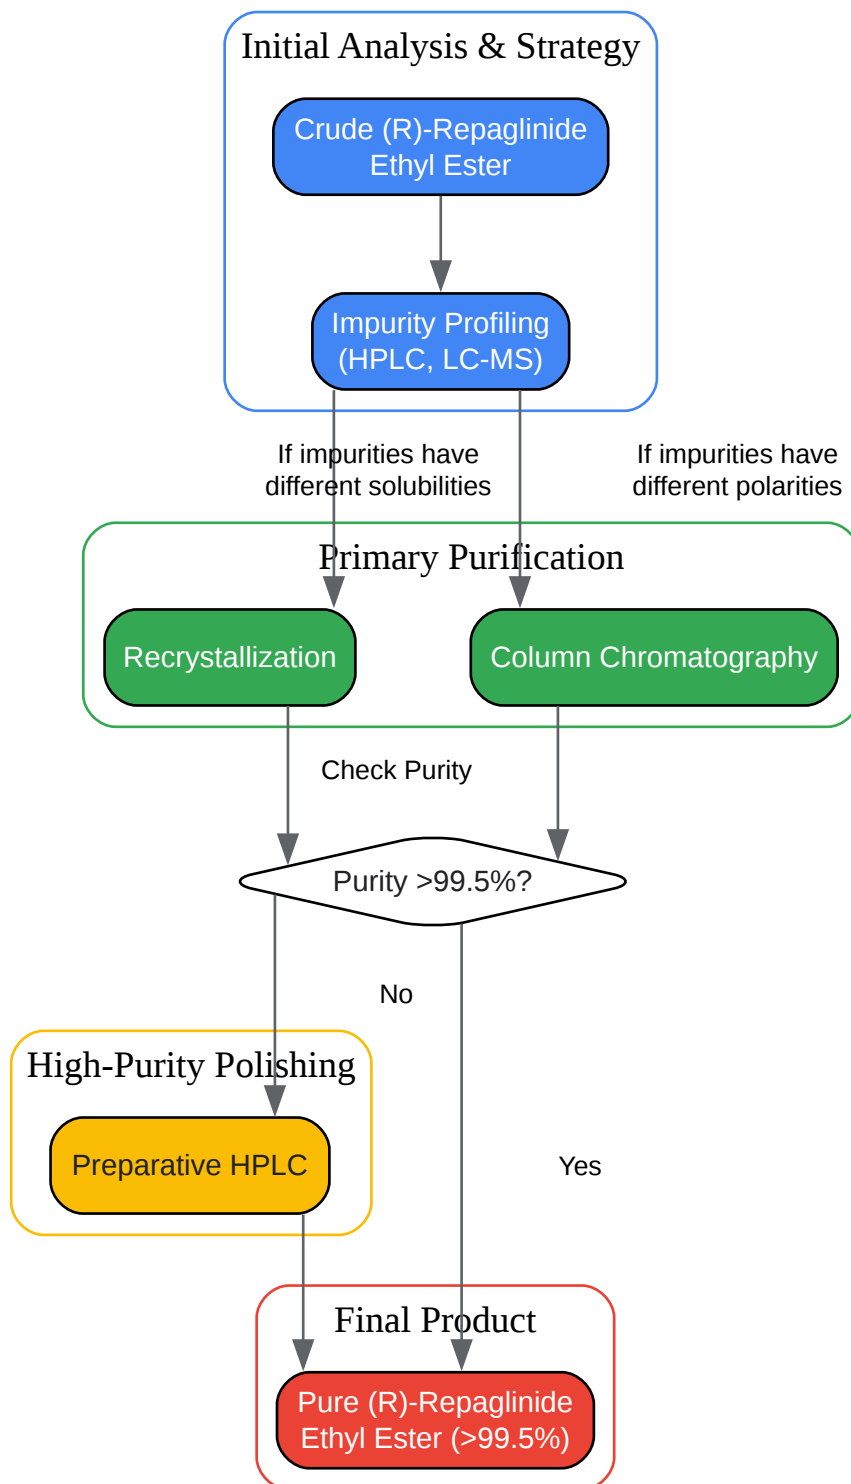 Initial Analysis & Strategy
Crude (R)-Repaglinide
Ethyl Ester
Impurity Profiling
(HPLC, LC-MS)
If impurities have
different solubilities
If impurities have
different polarities
Primary Purification
Recrystallization
Column Chromatography
Check Purity
Purity >99.5%?
No
High-Purity Polishing
Preparative HPLC
Yes
Final Product
Pure (R)-Repaglinide
Ethyl Ester (>99.5%)